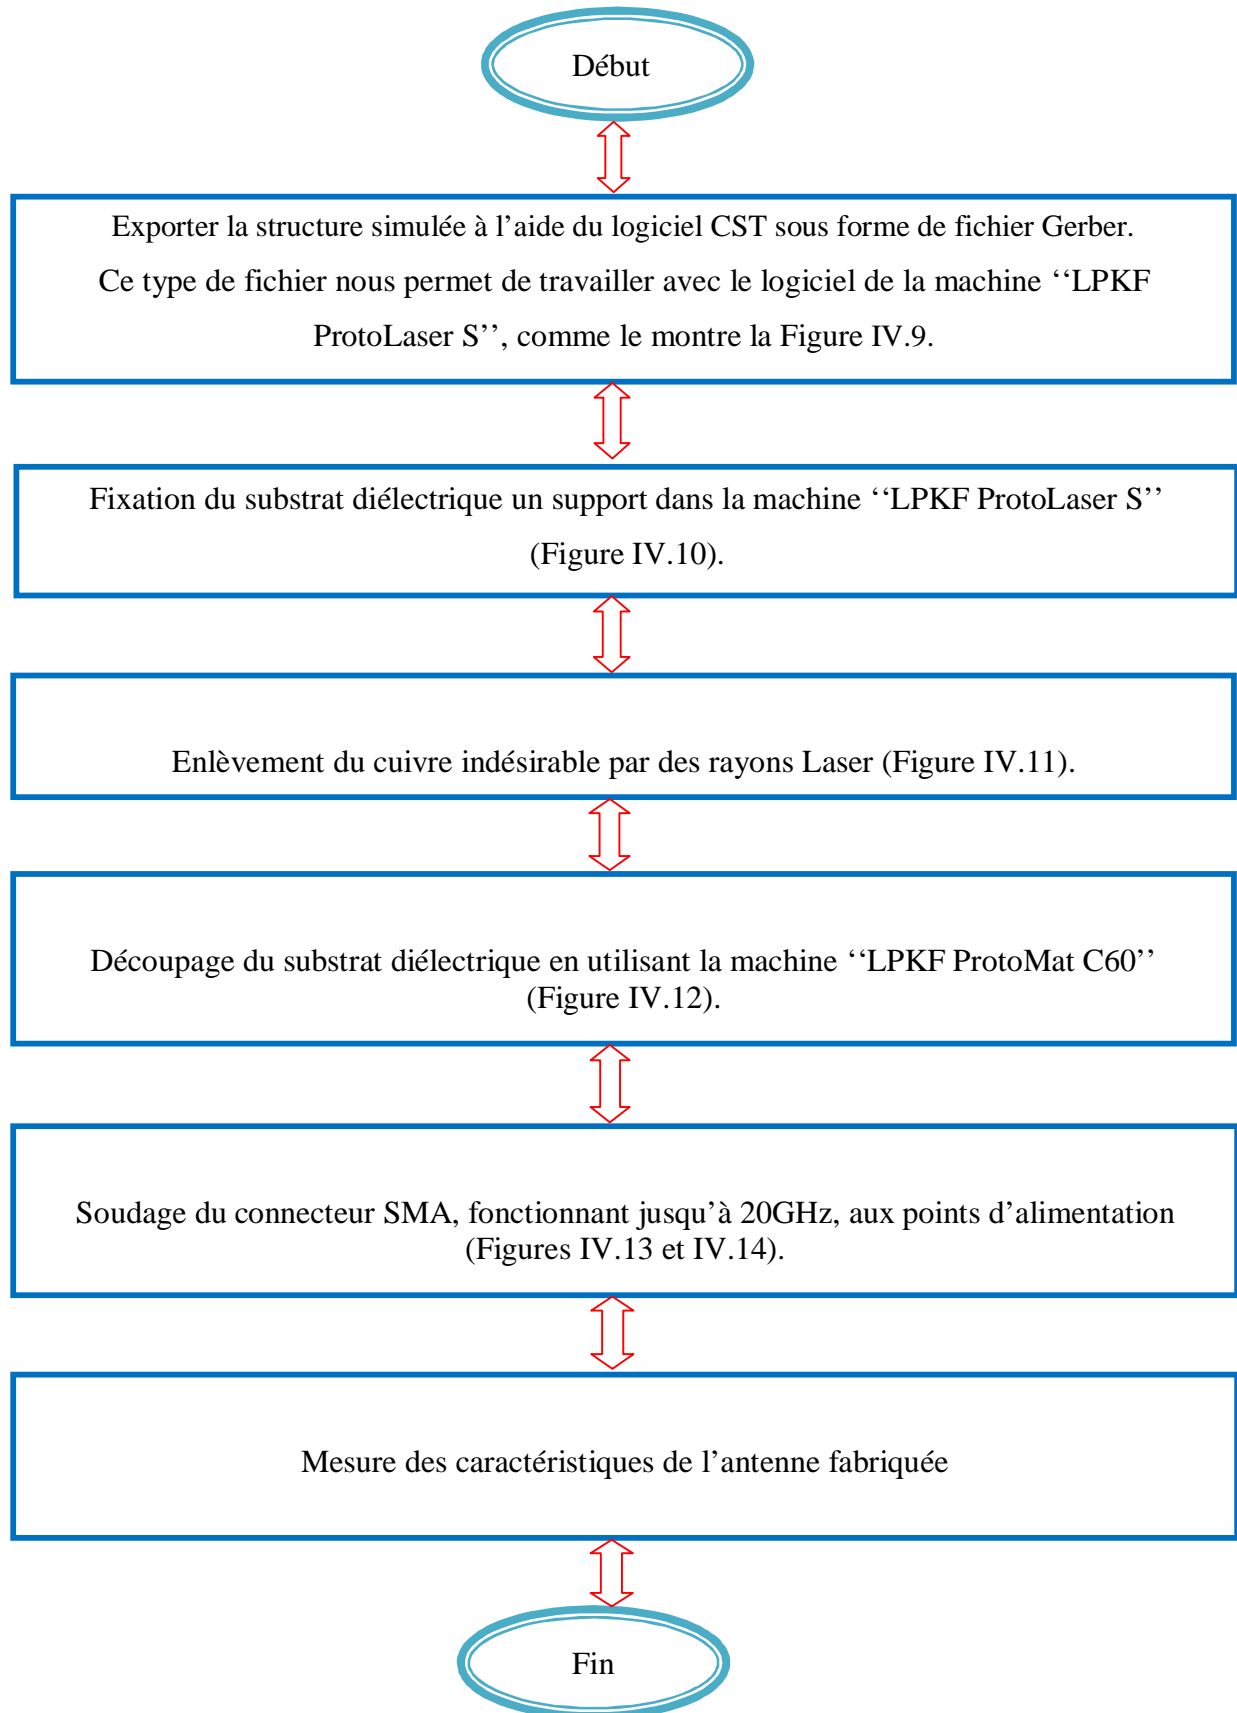 Début
Exporter la structure simulée à l’aide du logiciel CST sous forme de fichier Gerber.
Ce type de fichier nous permet de travailler avec le logiciel de la machine ‘‘LPKF
ProtoLaser S’’, comme le montre la Figure IV.9.
Fixation du substrat diélectrique un support dans la machine ‘‘LPKF ProtoLaser S’’
(Figure IV.10).
Enlèvement du cuivre indésirable par des rayons Laser (Figure IV.11).
Découpage du substrat diélectrique en utilisant la machine ‘‘LPKF ProtoMat C60’’
(Figure IV.12).
Soudage du connecteur SMA, fonctionnant jusqu’à 20GHz, aux points d’alimentation
(Figures IV.13 et IV.14).
Mesure des caractéristiques de l’antenne fabriquée
Fin